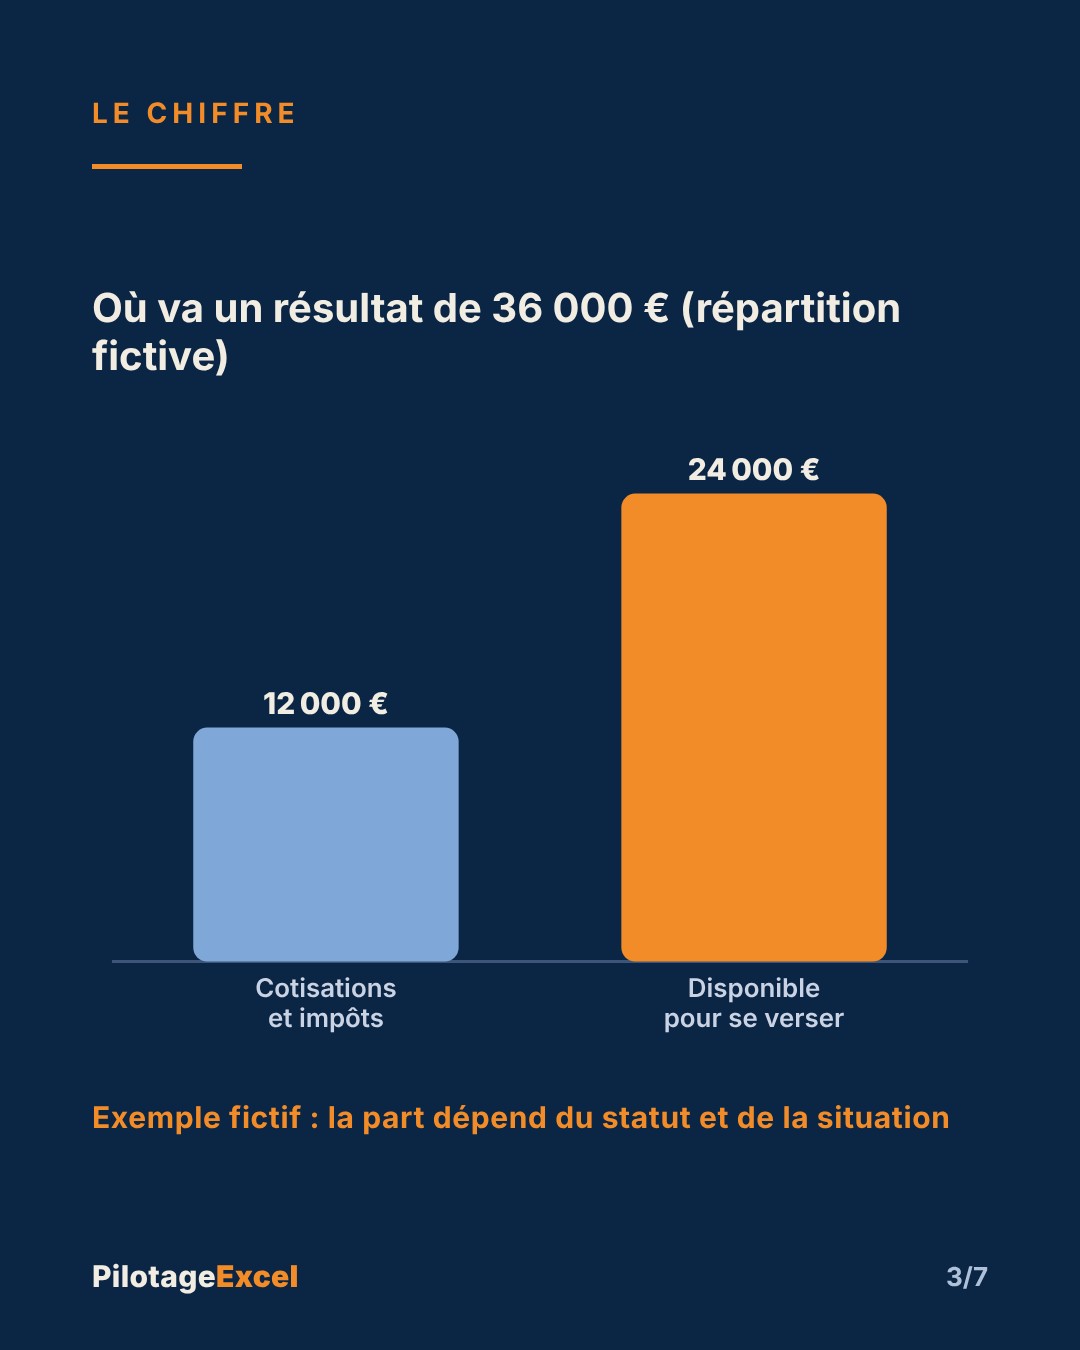 LE CHIFFRE
Où va un résultat de 36 000 € (répartition
fictive)
24 000 €
12 000 €
Cotisations
et impôts
Disponible
pour se verser
Exemple fictif : la part dépend du statut et de la situation
PilotageExcel
3/7